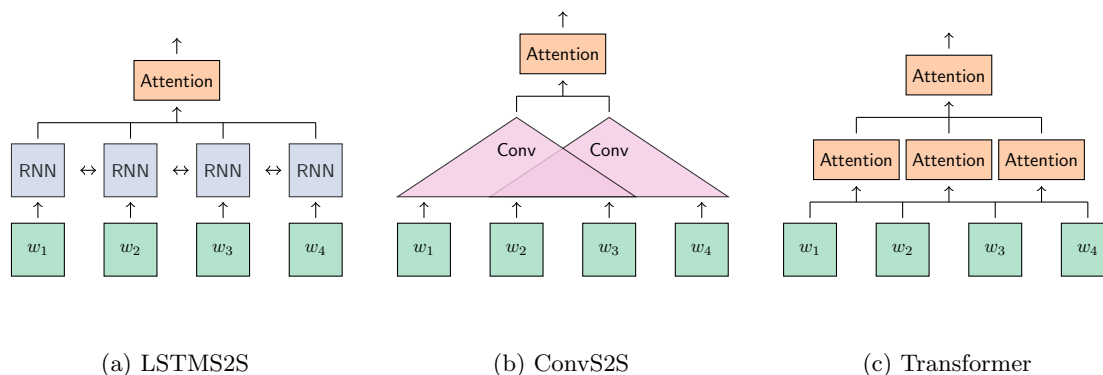 Attention
RNN
RNN
RNN
RNN
w1
w2
w3
w4
(a) LSTMS2S
Attention
Conv
Conv
w1
w2
w3
w4
(b) ConvS2S
Attention
Attention
Attention
Attention
w1
w2
w3
w4
(c) Transformer